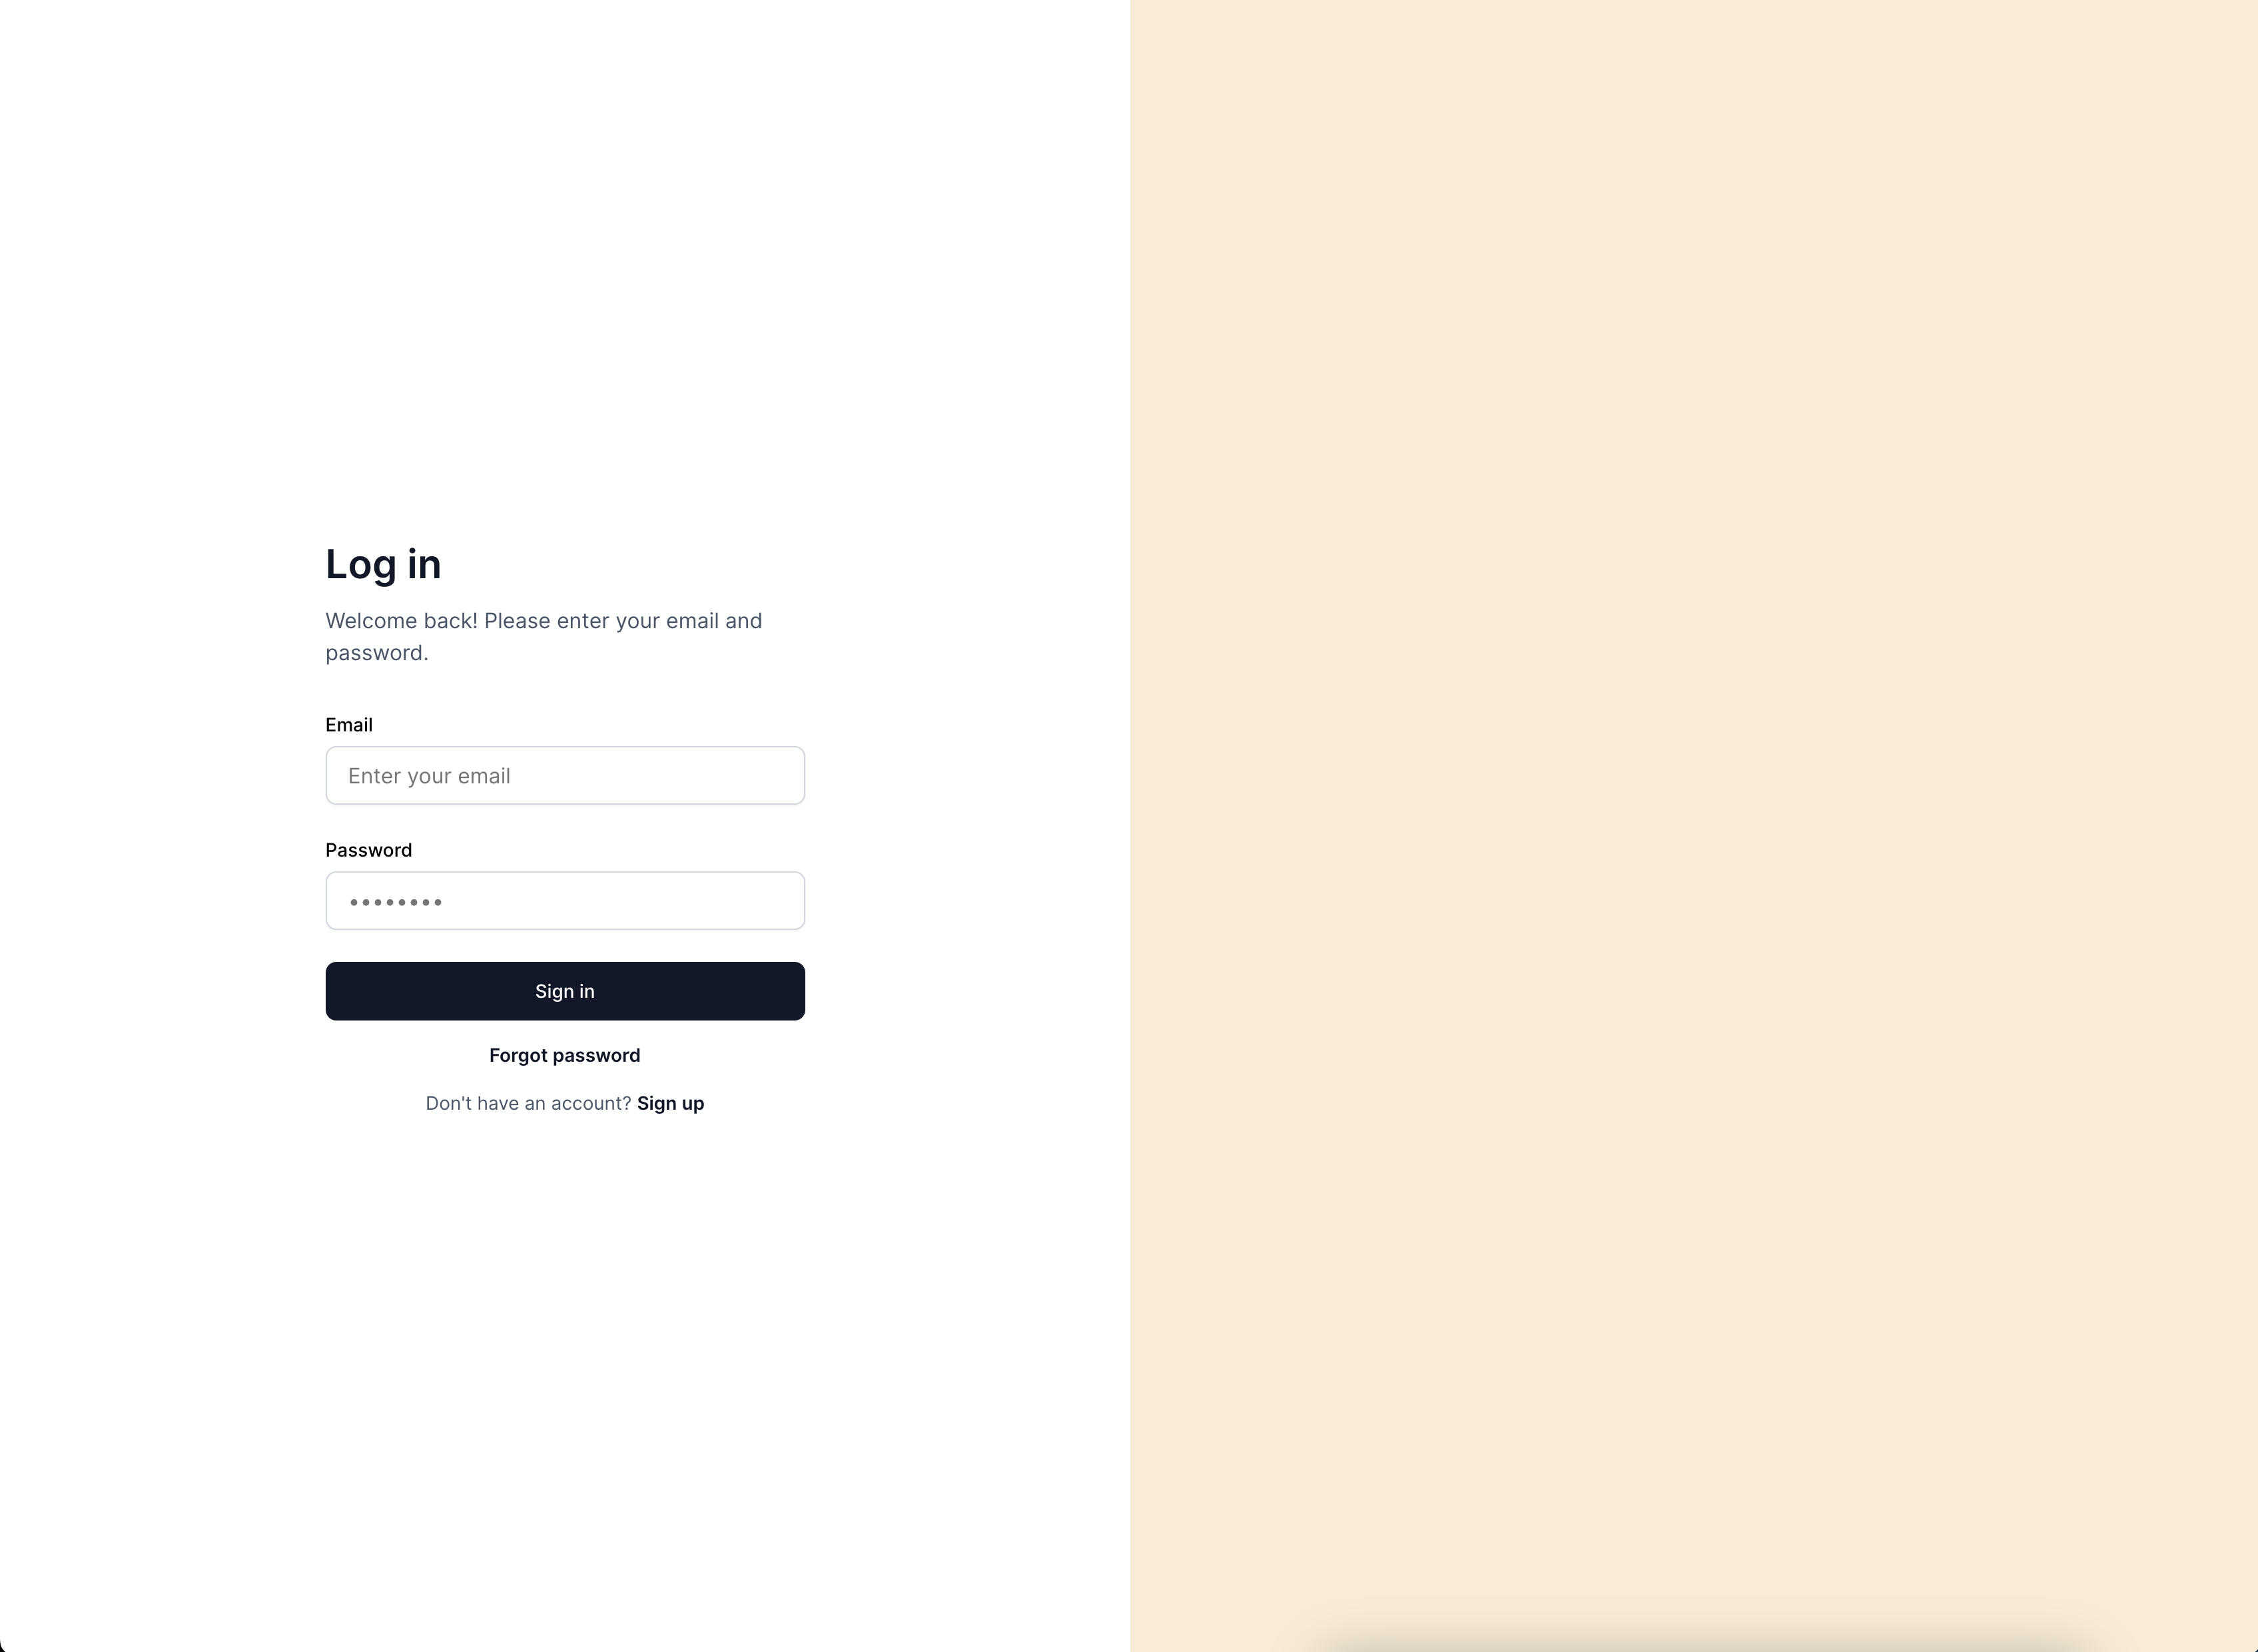 Log in
Welcome back! Please enter your email and
password.
Email
Enter your email
Password
••••••••
Sign in
Forgot password
Don't have an account? Sign up